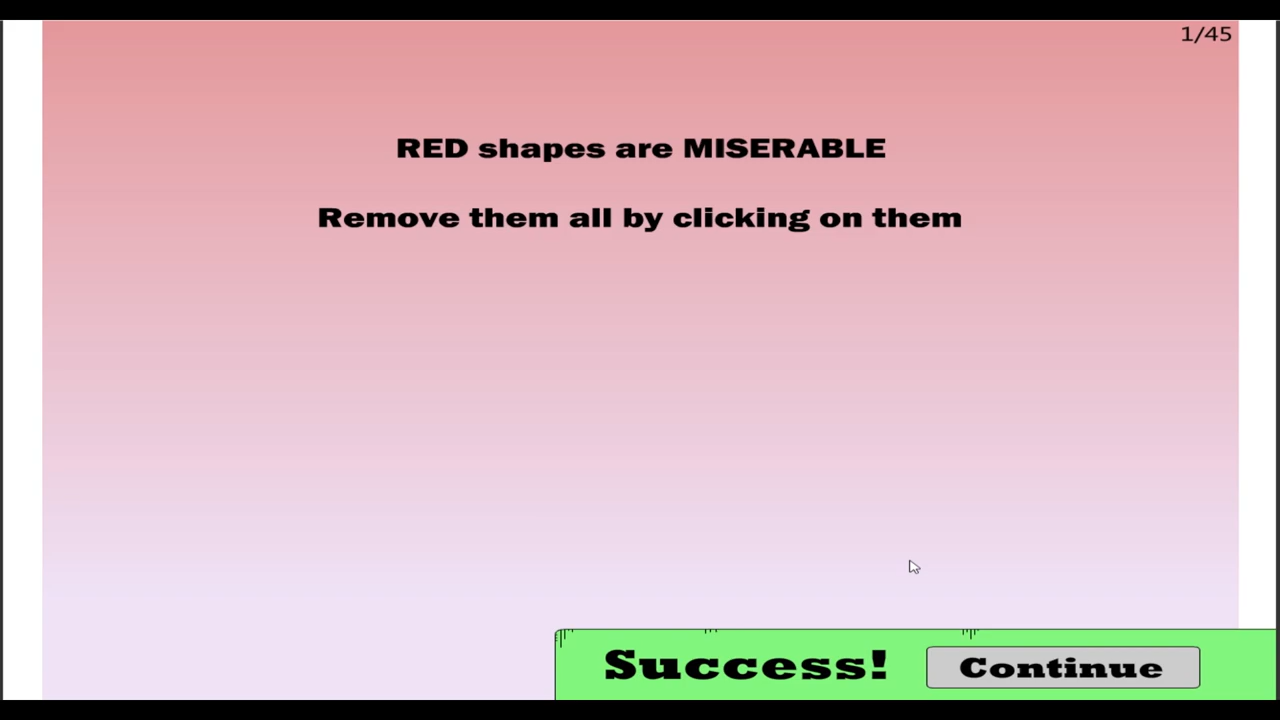 1/45
RED shapes are MISERABLE
Remove them all by clicking on them
Success! Continue